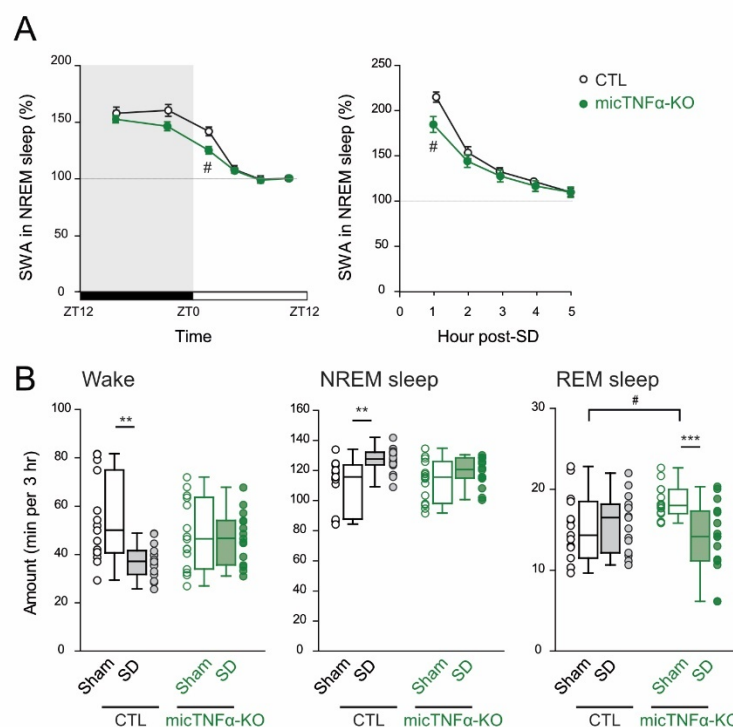 A
SWA in NREM sleep (%)
200
150
100
50
0
#
ZT12
ZT0
ZT12
Time
SWA in NREM sleep (%)
250
200
150
100
50
0
#
0
1
2
3
4
5
Hour post-SD
CTL
micTNFα-KO
B
Wake
Amount (min per 3 hr)
100
80
60
40
20
0
**
Sham
SD
Sham
SD
CTL
micTNFα-KO
NREM sleep
160
140
120
100
80
60
40
20
0
**
Sham
SD
Sham
SD
CTL
micTNFα-KO
REM sleep
30
20
10
0
#
***
Sham
SD
Sham
SD
CTL
micTNFα-KO